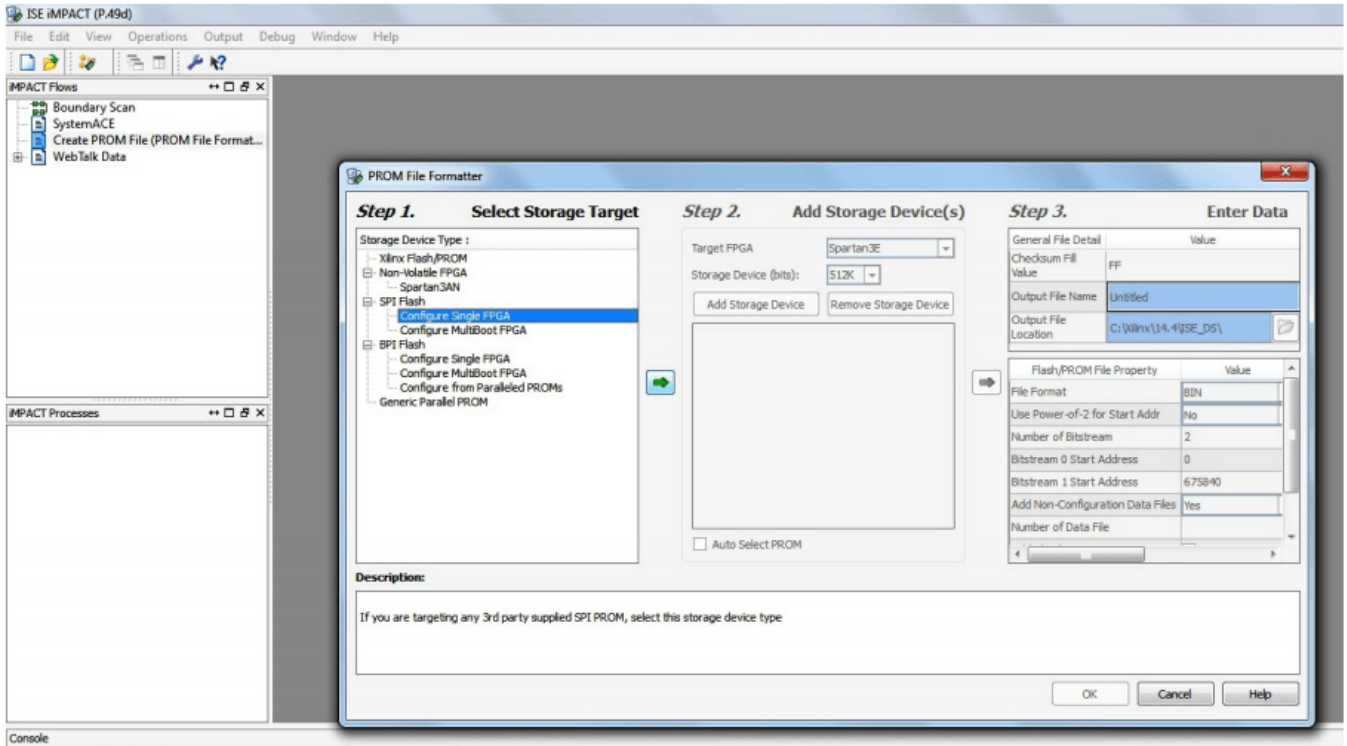 ISE iMPACT (P.49d)
File Edit View Operations Output Debug Window Help
iMPACT Flows
Boundary Scan
SystemACE
Create PROM File (PROM File Format...
WebTalk Data
iMPACT Processes
Console
PROM File Formatter
Step 1. Select Storage Target
Storage Device Type :
Xilinx Flash/PROM
Non-Volatile FPGA
Spartan3AN
SPI Flash
Configure Single FPGA
Configure MultiBoot FPGA
BPI Flash
Configure Single FPGA
Configure MultiBoot FPGA
Configure from Paralleled PROMs
Generic Parallel PROM
Step 2. Add Storage Device(s)
Target FPGA Spartan3E
Storage Device (bits): 512K
Add Storage Device Remove Storage Device
Auto Select PROM
Step 3. Enter Data
General File Detail Value
Checksum Fill
Value FF
Output File Name Untitled
Output File
Location C:\Xilinx\14.4\ISE_DS\
Flash/PROM File Property Value
File Format BIN
Use Power-of-2 for Start Addr No
Number of Bitstream 2
Bitstream 0 Start Address 0
Bitstream 1 Start Address 675840
Add Non-Configuration Data Files Yes
Number of Data File
Description:
If you are targeting any 3rd party supplied SPI PROM, select this storage device type
OK Cancel Help